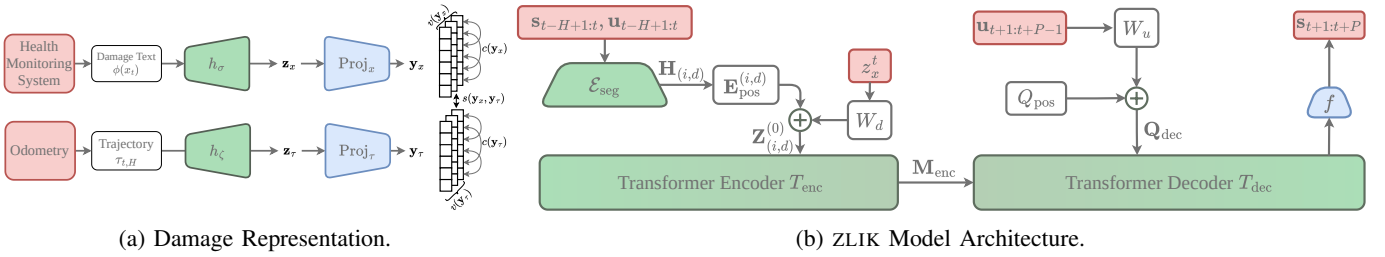 Health
Monitoring
System
Damage Text
ϕ(x_t)
h_σ
z_x
Proj_x
y_x
v(y_x)
c(y_x)
s(y_x, y_τ)
Odometry
Trajectory
τ_{t,H}
h_ζ
z_τ
Proj_τ
y_τ
c(y_τ)
v(y_τ)
(a) Damage Representation.
s_{t−H+1:t}, u_{t−H+1:t}
ℰ_seg
H_{(i,d)}
E_pos^{(i,d)}
z_x^t
W_d
Z_{(i,d)}^{(0)}
Transformer Encoder T_enc
M_enc
u_{t+1:t+P−1}
W_u
Q_pos
Q_dec
Transformer Decoder T_dec
f
s_{t+1:t+P}
(b) ZLIK Model Architecture.